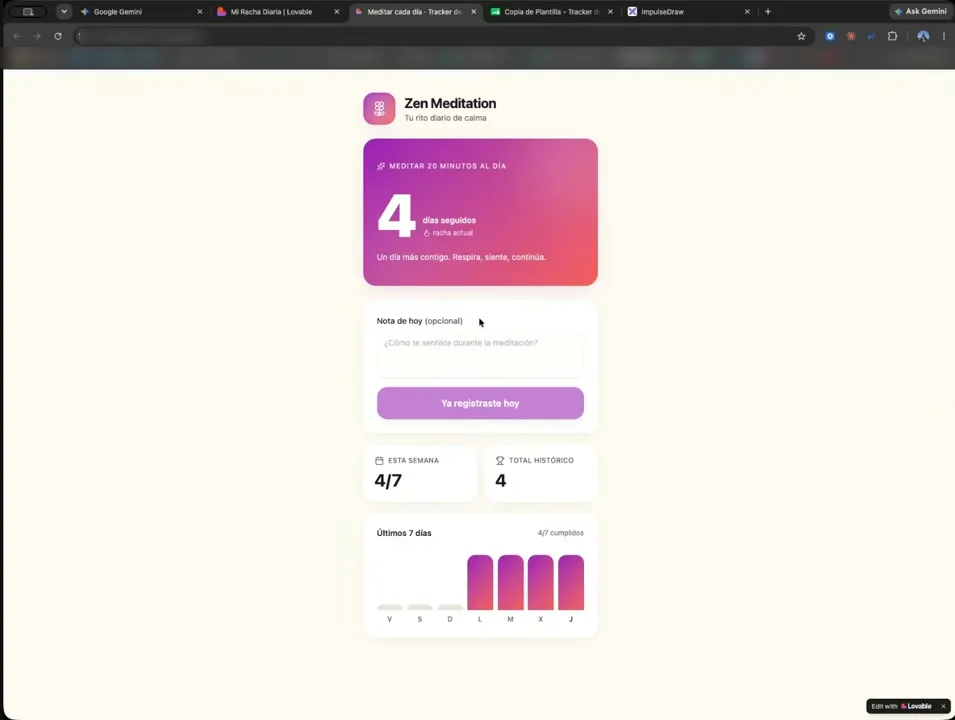 Google Gemini
Mi Racha Diaria | Lovable
Meditar cada día - Tracker de
Copia de Plantilla - Tracker d
ImpulseDraw
Ask Gemini
Zen Meditation
Tu rito diario de calma
MEDITAR 20 MINUTOS AL DÍA
4 días seguidos
racha actual
Un día más contigo. Respira, siente, continúa.
Nota de hoy (opcional)
¿Cómo te sentiste durante la meditación?
Ya registraste hoy
ESTA SEMANA
4/7
TOTAL HISTÓRICO
4
Últimos 7 días
4/7 cumplidos
V S D L M X J
Edit with Lovable